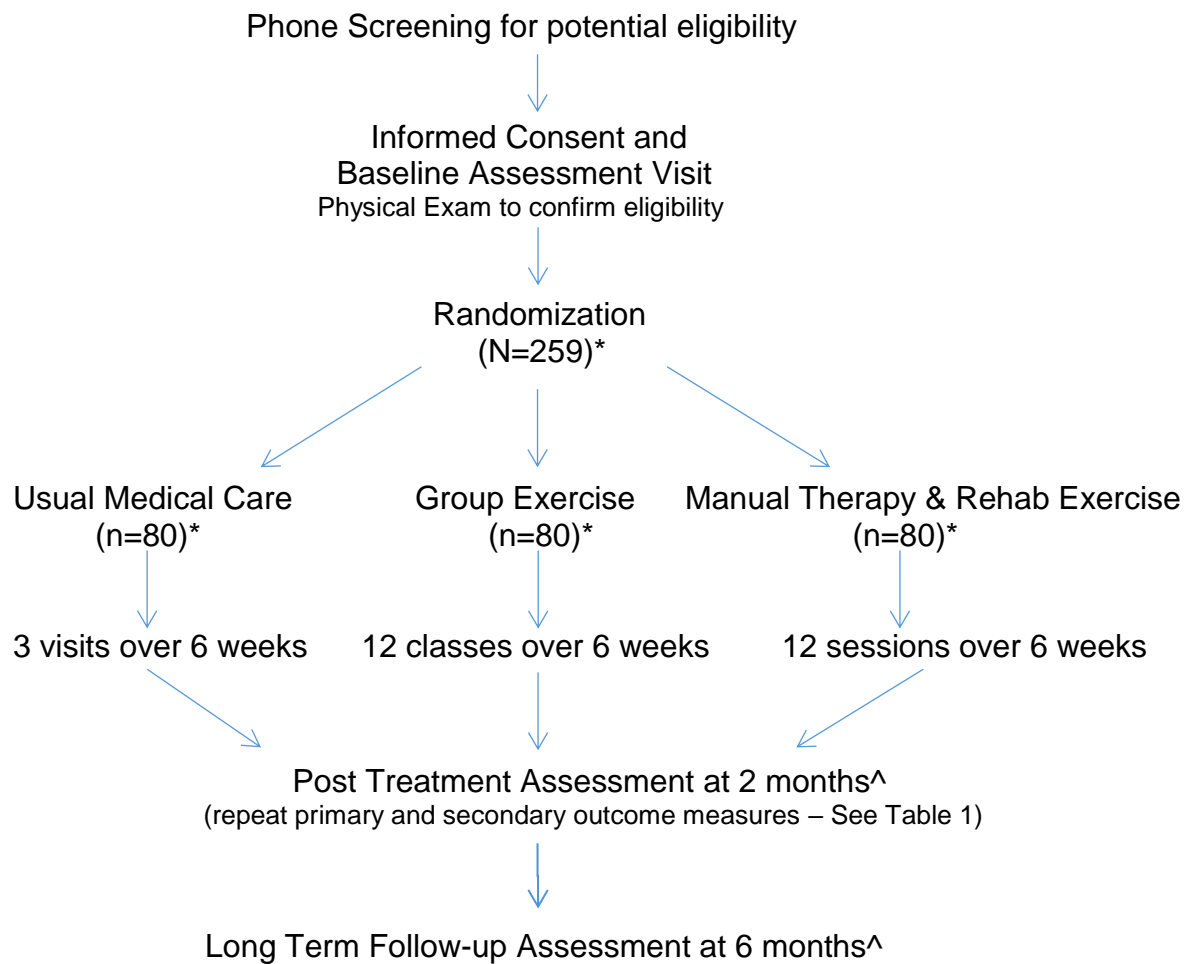 Phone Screening for potential eligibility
Informed Consent and
Baseline Assessment Visit
Physical Exam to confirm eligibility
Randomization
(N=259)*
Usual Medical Care
(n=80)*
Group Exercise
(n=80)*
Manual Therapy & Rehab Exercise
(n=80)*
3 visits over 6 weeks
12 classes over 6 weeks
12 sessions over 6 weeks
Post Treatment Assessment at 2 months^
(repeat primary and secondary outcome measures – See Table 1)
Long Term Follow-up Assessment at 6 months^